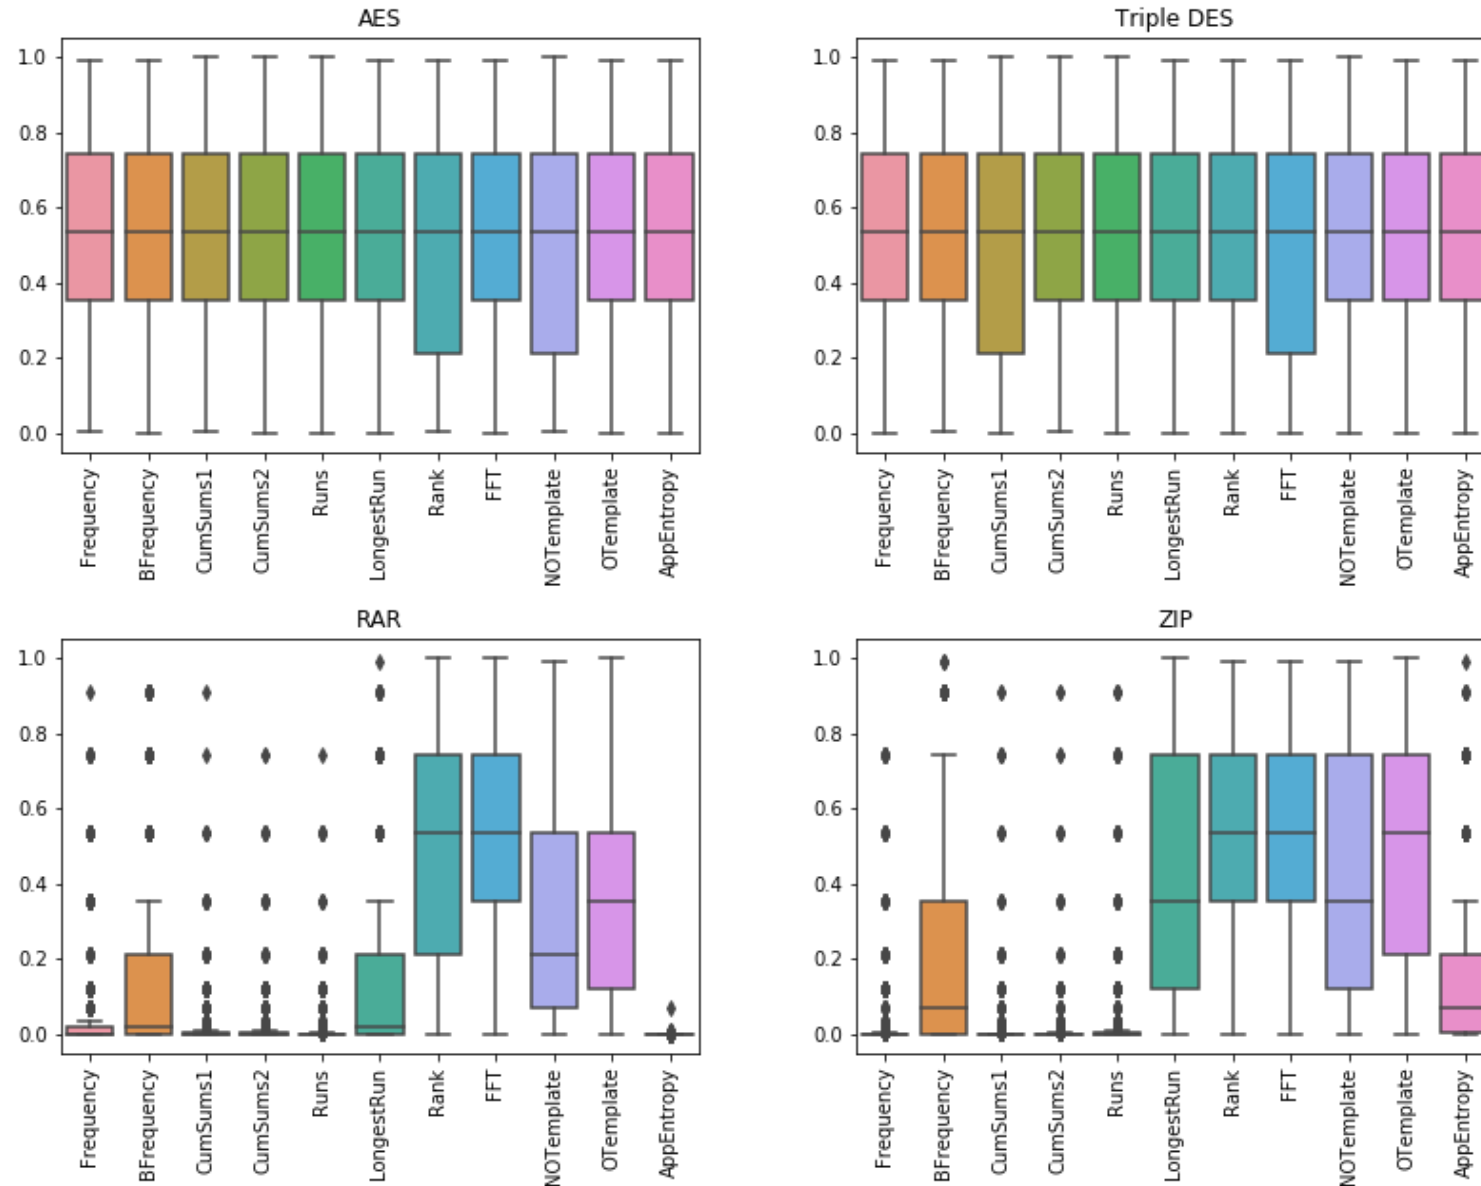 AES
1.0
0.8
0.6
0.4
0.2
0.0
Frequency
BFrequency
CumSums1
CumSums2
Runs
LongestRun
Rank
FFT
NOTemplate
OTemplate
AppEntropy
Triple DES
1.0
0.8
0.6
0.4
0.2
0.0
Frequency
BFrequency
CumSums1
CumSums2
Runs
LongestRun
Rank
FFT
NOTemplate
OTemplate
AppEntropy
RAR
1.0
0.8
0.6
0.4
0.2
0.0
Frequency
BFrequency
CumSums1
CumSums2
Runs
LongestRun
Rank
FFT
NOTemplate
OTemplate
AppEntropy
ZIP
1.0
0.8
0.6
0.4
0.2
0.0
Frequency
BFrequency
CumSums1
CumSums2
Runs
LongestRun
Rank
FFT
NOTemplate
OTemplate
AppEntropy